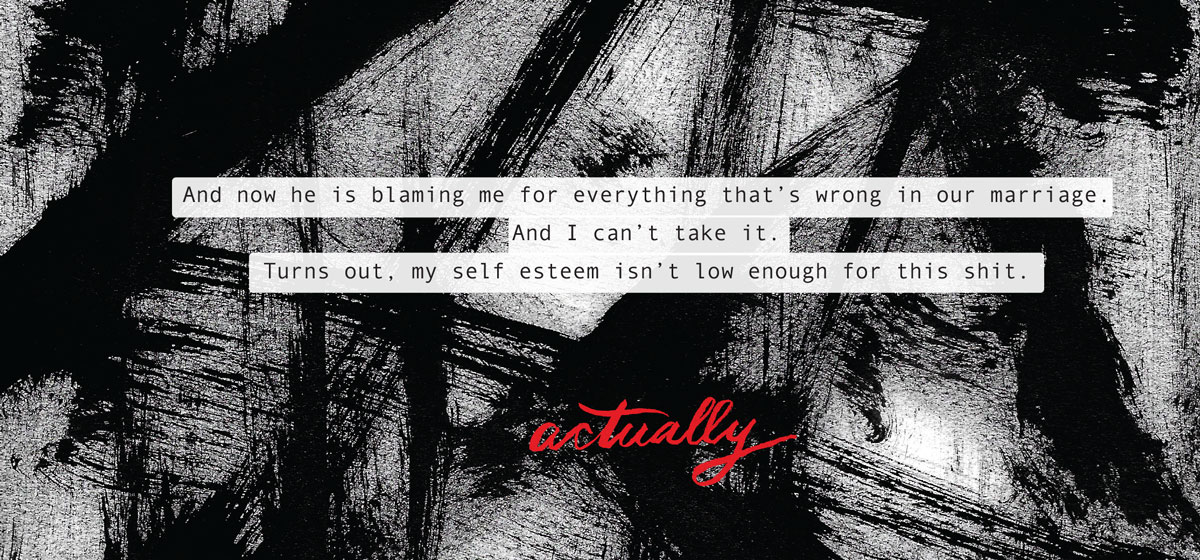 And now he is blaming me for everything that’s wrong in our marriage.
And I can’t take it.
Turns out, my self esteem isn’t low enough for this shit.
actually